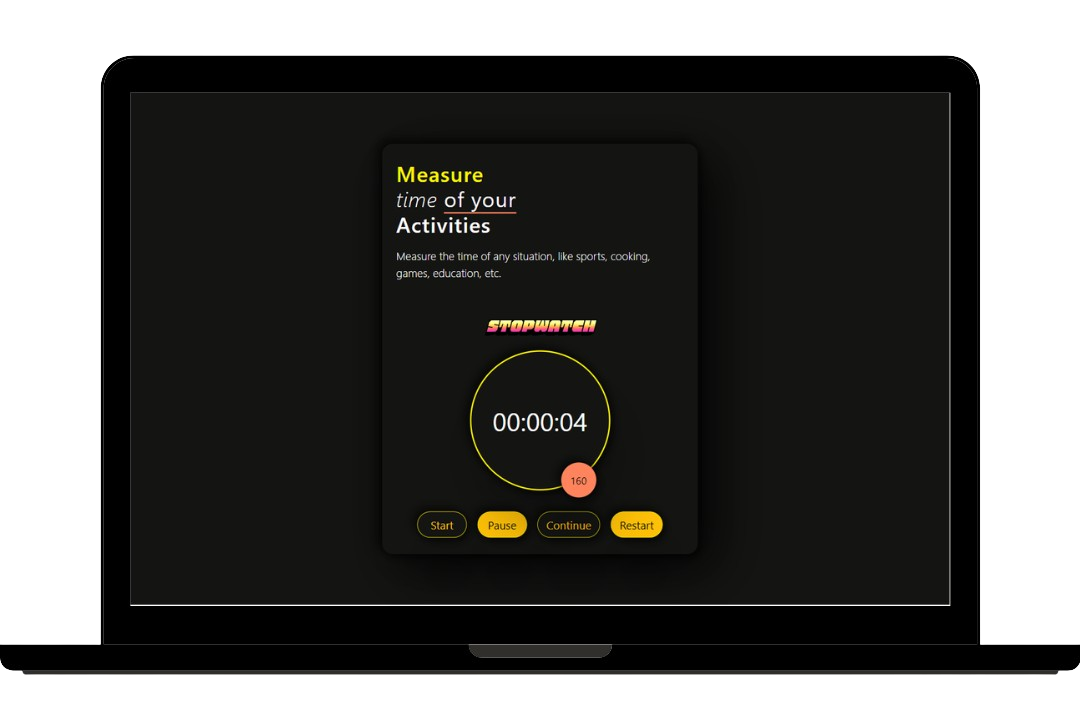 Measure
time of your
Activities
Measure the time of any situation, like sports, cooking,
games, education, etc.
STOPWATCH
00:00:04
160
Start Pause Continue Restart